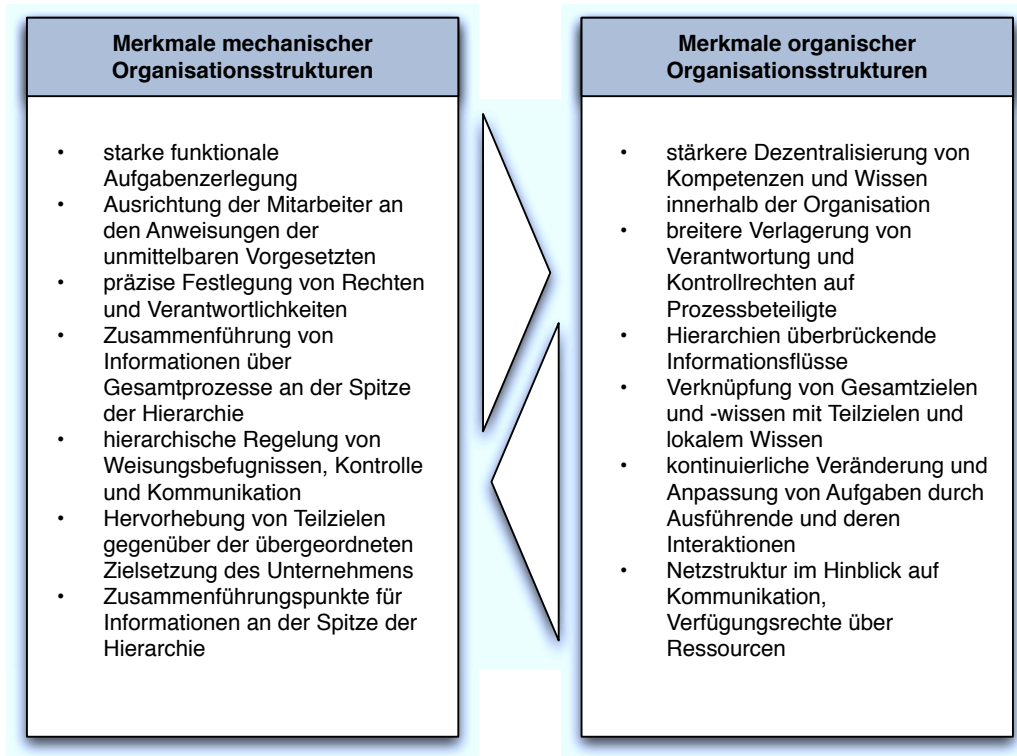 Merkmale mechanischer
Organisationsstrukturen
• starke funktionale
Aufgabenzerlegung
• Ausrichtung der Mitarbeiter an
den Anweisungen der
unmittelbaren Vorgesetzten
• präzise Festlegung von Rechten
und Verantwortlichkeiten
• Zusammenführung von
Informationen über
Gesamtprozesse an der Spitze
der Hierarchie
• hierarchische Regelung von
Weisungsbefugnissen, Kontrolle
und Kommunikation
• Hervorhebung von Teilzielen
gegenüber der übergeordneten
Zielsetzung des Unternehmens
• Zusammenführungspunkte für
Informationen an der Spitze der
Hierarchie
Merkmale organischer
Organisationsstrukturen
• stärkere Dezentralisierung von
Kompetenzen und Wissen
innerhalb der Organisation
• breitere Verlagerung von
Verantwortung und
Kontrollrechten auf
Prozessbeteiligte
• Hierarchien überbrückende
Informationsflüsse
• Verknüpfung von Gesamtzielen
und -wissen mit Teilzielen und
lokalem Wissen
• kontinuierliche Veränderung und
Anpassung von Aufgaben durch
Ausführende und deren
Interaktionen
• Netzstruktur im Hinblick auf
Kommunikation,
Verfügungsrechte über
Ressourcen